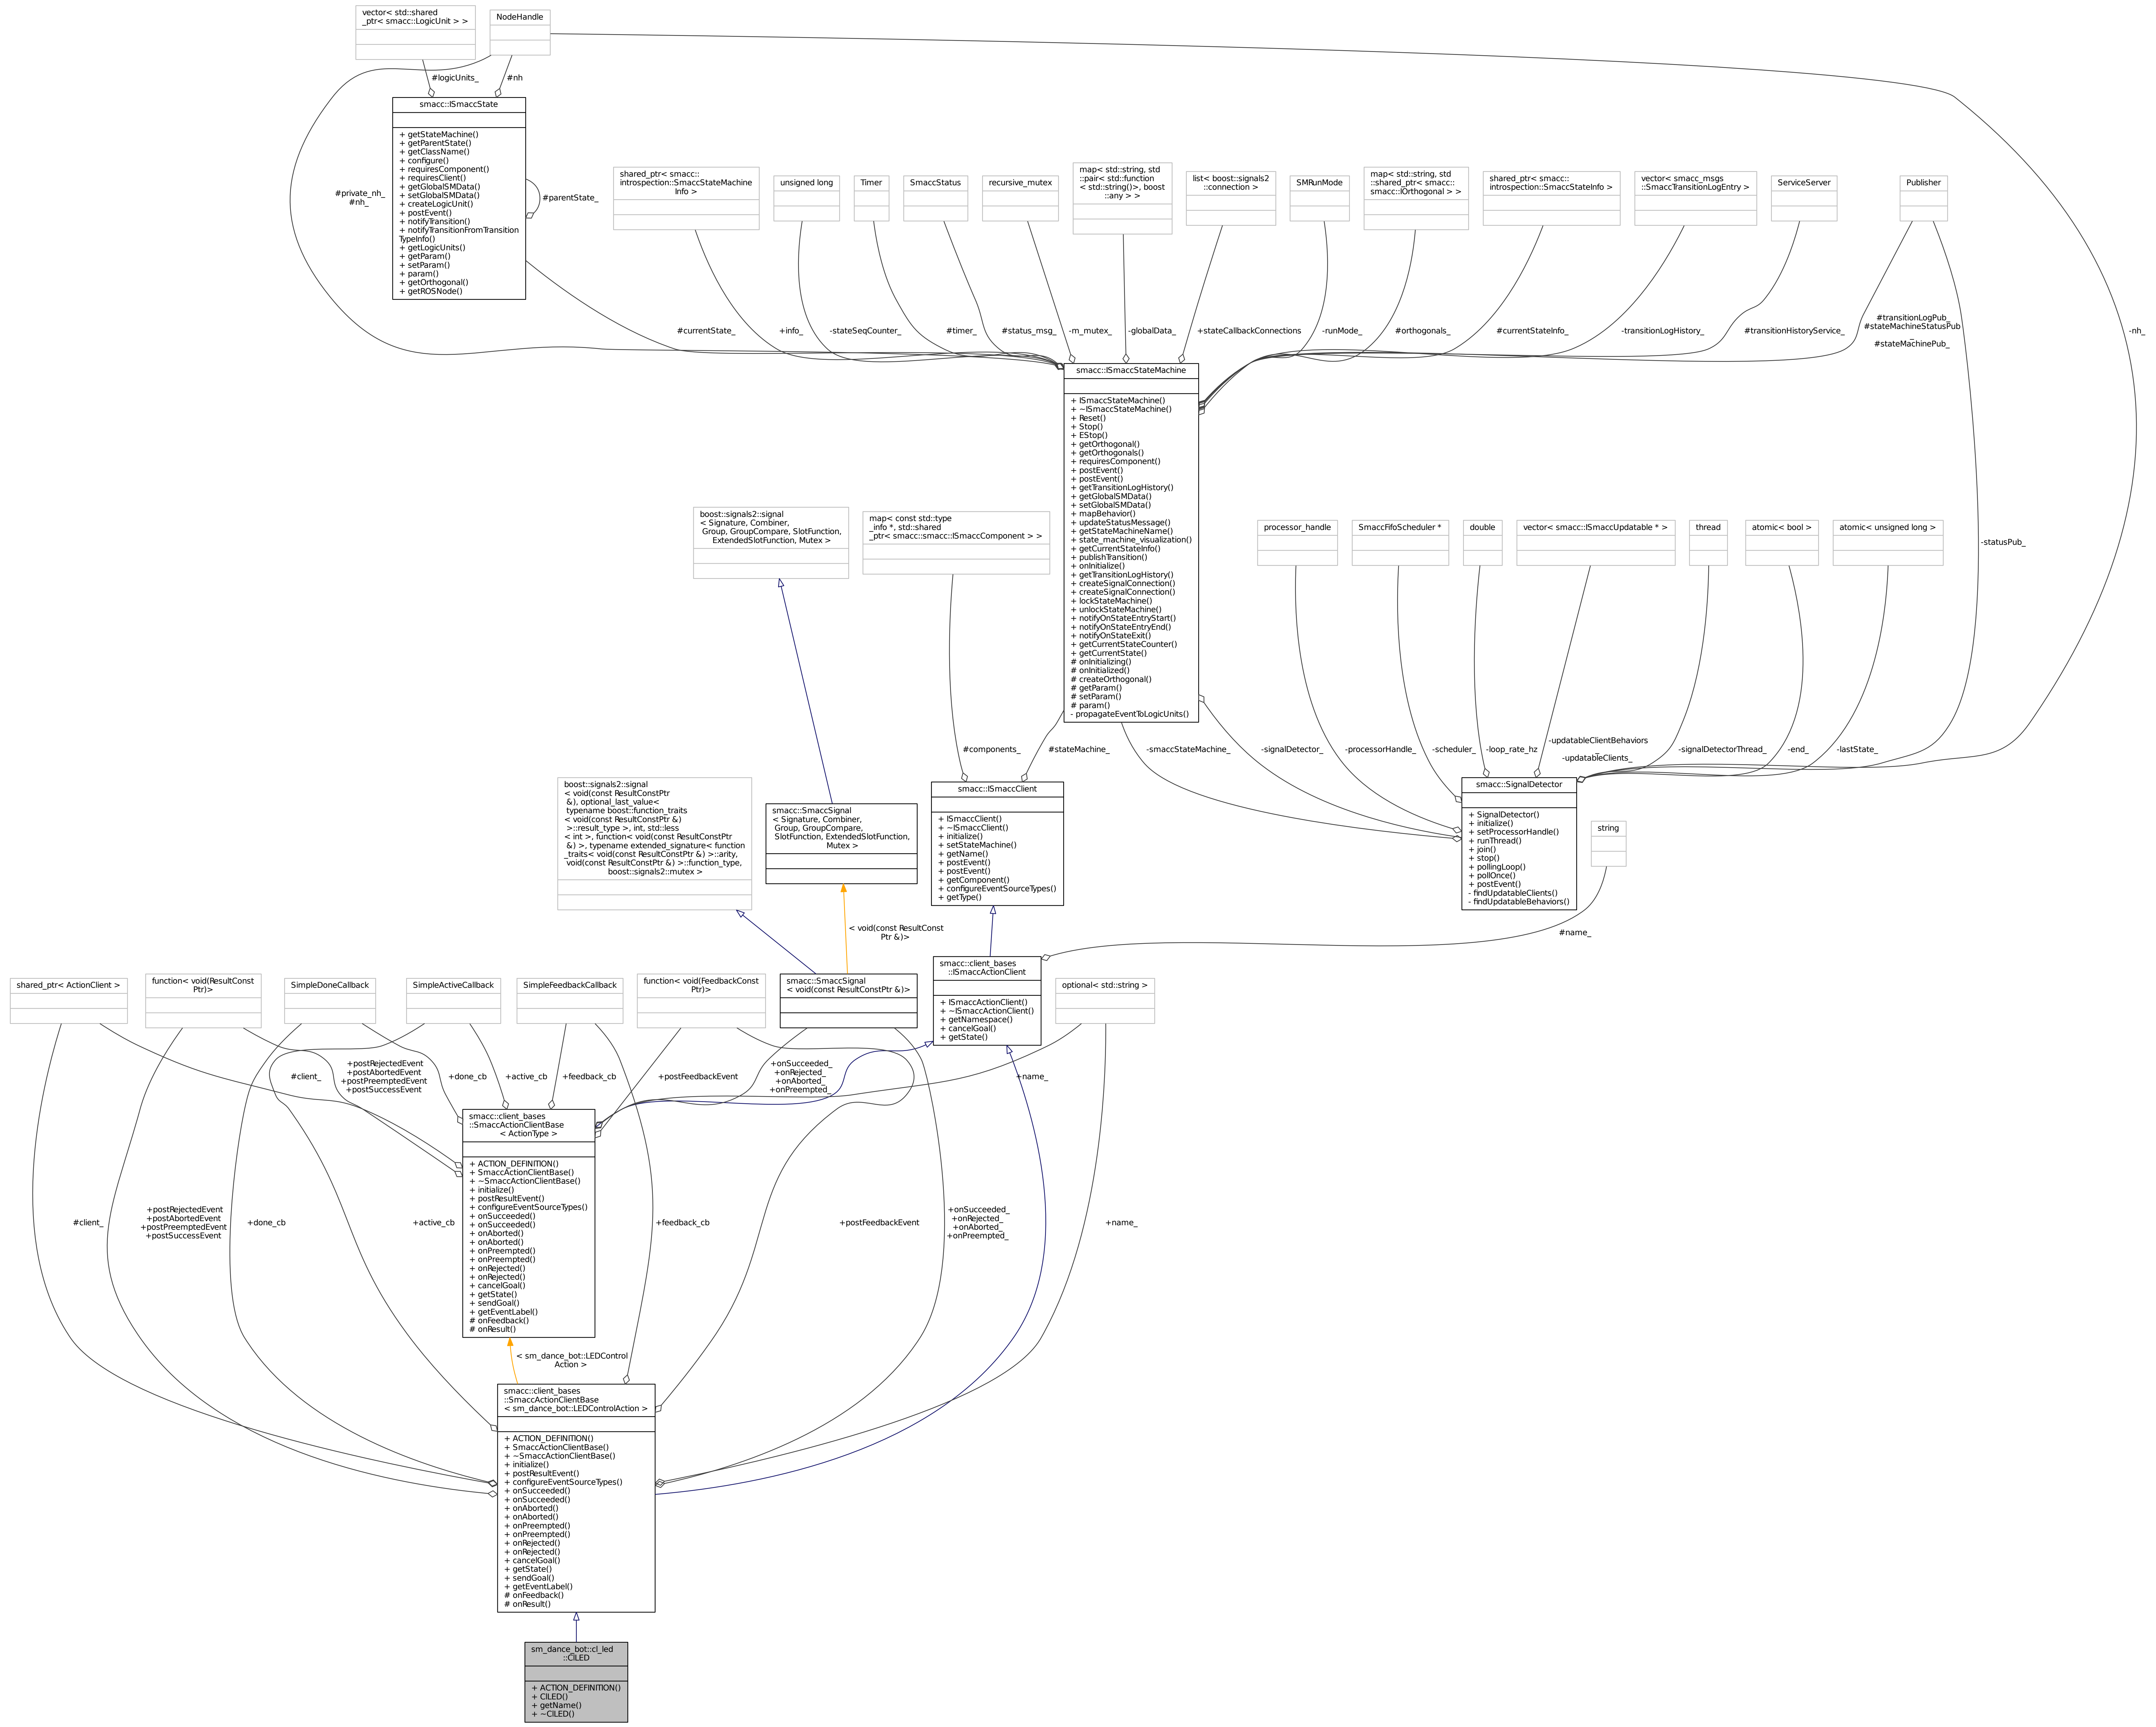 vector< std::shared
_ptr< smacc::LogicUnit > >
NodeHandle
#logicUnits_
#nh
smacc::ISmaccState
+ getStateMachine()
+ getParentState()
+ getClassName()
+ configure()
+ requiresComponent()
+ requiresClient()
+ getGlobalSMData()
+ setGlobalSMData()
+ createLogicUnit()
+ postEvent()
+ notifyTransition()
+ notifyTransitionFromTransition
TypeInfo()
+ getLogicUnits()
+ getParam()
+ setParam()
+ param()
+ getOrthogonal()
+ getROSNode()
#private_nh_
#nh_
#parentState_
shared_ptr< smacc::
introspection::SmaccStateMachine
Info >
unsigned long
Timer
SmaccStatus
recursive_mutex
map< std::string, std
::pair< std::function
< std::string()>, boost
::any > >
list< boost::signals2
::connection >
SMRunMode
map< std::string, std
::shared_ptr< smacc::
smacc::IOrthogonal > >
shared_ptr< smacc::
introspection::SmaccStateInfo >
vector< smacc_msgs
::SmaccTransitionLogEntry >
ServiceServer
Publisher
#currentState_
+info_
-stateSeqCounter_
#timer_
#status_msg_
-m_mutex_
-globalData_
+stateCallbackConnections
-runMode_
#orthogonals_
#currentStateInfo_
-transitionLogHistory_
#transitionHistoryService_
#transitionLogPub_
#stateMachineStatusPub
_
#stateMachinePub_
-nh_
smacc::ISmaccStateMachine
+ ISmaccStateMachine()
+ ~ISmaccStateMachine()
+ Reset()
+ Stop()
+ EStop()
+ getOrthogonal()
+ getOrthogonals()
+ requiresComponent()
+ postEvent()
+ postEvent()
+ getTransitionLogHistory()
+ getGlobalSMData()
+ setGlobalSMData()
+ mapBehavior()
+ updateStatusMessage()
+ getStateMachineName()
+ state_machine_visualization()
+ getCurrentStateInfo()
+ publishTransition()
+ onInitialize()
+ getTransitionLogHistory()
+ createSignalConnection()
+ createSignalConnection()
+ lockStateMachine()
+ unlockStateMachine()
+ notifyOnStateEntryStart()
+ notifyOnStateEntryEnd()
+ notifyOnStateExit()
+ getCurrentStateCounter()
+ getCurrentState()
# onInitializing()
# onInitialized()
# createOrthogonal()
# getParam()
# setParam()
# param()
- propagateEventToLogicUnits()
boost::signals2::signal
< Signature, Combiner,
Group, GroupCompare, SlotFunction,
ExtendedSlotFunction, Mutex >
map< const std::type
_info *, std::shared
_ptr< smacc::smacc::ISmaccComponent > >
processor_handle
SmaccFifoScheduler *
double
vector< smacc::ISmaccUpdatable * >
thread
atomic< bool >
atomic< unsigned long >
-statusPub_
#components_
#stateMachine_
-smaccStateMachine_
-signalDetector_
-processorHandle_
-scheduler_
-loop_rate_hz
-updatableClientBehaviors
_
-updatableClients_
-signalDetectorThread_
-end_
-lastState_
boost::signals2::signal
< void(const ResultConstPtr
&), optional_last_value<
typename boost::function_traits
< void(const ResultConstPtr &)
>::result_type >, int, std::less
< int >, function< void(const ResultConstPtr
&) >, typename extended_signature< function
_traits< void(const ResultConstPtr &) >::arity,
void(const ResultConstPtr &) >::function_type,
boost::signals2::mutex >
smacc::SmaccSignal
< Signature, Combiner,
Group, GroupCompare,
SlotFunction, ExtendedSlotFunction,
Mutex >
smacc::ISmaccClient
+ ISmaccClient()
+ ~ISmaccClient()
+ initialize()
+ setStateMachine()
+ getName()
+ postEvent()
+ postEvent()
+ getComponent()
+ configureEventSourceTypes()
+ getType()
smacc::SignalDetector
+ SignalDetector()
+ initialize()
+ setProcessorHandle()
+ runThread()
+ join()
+ stop()
+ pollingLoop()
+ pollOnce()
+ postEvent()
- findUpdatableClients()
- findUpdatableBehaviors()
string
< void(const ResultConst
Ptr &)>
#name_
shared_ptr< ActionClient >
function< void(ResultConst
Ptr)>
SimpleDoneCallback
SimpleActiveCallback
SimpleFeedbackCallback
function< void(FeedbackConst
Ptr)>
smacc::SmaccSignal
< void(const ResultConstPtr &)>
smacc::client_bases
::ISmaccActionClient
+ ISmaccActionClient()
+ ~ISmaccActionClient()
+ getNamespace()
+ cancelGoal()
+ getState()
optional< std::string >
#client_
+postRejectedEvent
+postAbortedEvent
+postPreemptedEvent
+postSuccessEvent
+done_cb
+active_cb
+feedback_cb
+postFeedbackEvent
+onSucceeded_
+onRejected_
+onAborted_
+onPreempted_
+name_
smacc::client_bases
::SmaccActionClientBase
< ActionType >
+ ACTION_DEFINITION()
+ SmaccActionClientBase()
+ ~SmaccActionClientBase()
+ initialize()
+ postResultEvent()
+ configureEventSourceTypes()
+ onSucceeded()
+ onSucceeded()
+ onAborted()
+ onAborted()
+ onPreempted()
+ onPreempted()
+ onRejected()
+ onRejected()
+ cancelGoal()
+ getState()
+ sendGoal()
+ getEventLabel()
# onFeedback()
# onResult()
#client_
+postRejectedEvent
+postAbortedEvent
+postPreemptedEvent
+postSuccessEvent
+done_cb
+active_cb
+feedback_cb
+postFeedbackEvent
+onSucceeded_
+onRejected_
+onAborted_
+onPreempted_
+name_
< sm_dance_bot::LEDControl
Action >
smacc::client_bases
::SmaccActionClientBase
< sm_dance_bot::LEDControlAction >
+ ACTION_DEFINITION()
+ SmaccActionClientBase()
+ ~SmaccActionClientBase()
+ initialize()
+ postResultEvent()
+ configureEventSourceTypes()
+ onSucceeded()
+ onSucceeded()
+ onAborted()
+ onAborted()
+ onPreempted()
+ onPreempted()
+ onRejected()
+ onRejected()
+ cancelGoal()
+ getState()
+ sendGoal()
+ getEventLabel()
# onFeedback()
# onResult()
sm_dance_bot::cl_led
::ClLED
+ ACTION_DEFINITION()
+ ClLED()
+ getName()
+ ~ClLED()